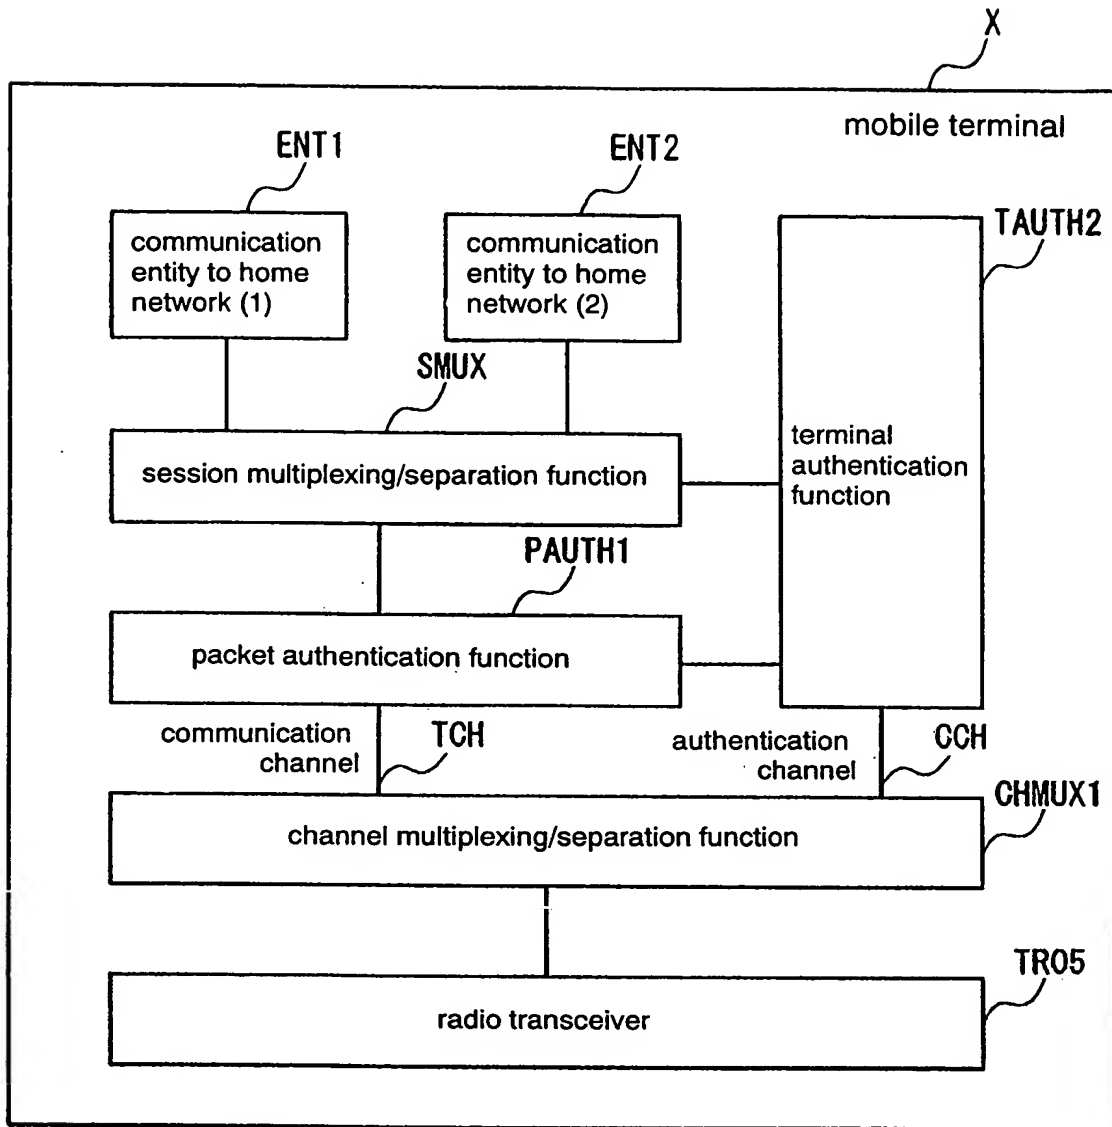 X
mobile terminal
ENT1
ENT2
TAUTH2
communication
entity to home
network (1)
communication
entity to home
network (2)
SMUX
session multiplexing/separation function
terminal
authentication
function
PAUTH1
packet authentication function
communication
channel
TCH
authentication
channel
CCH
CHMUX1
channel multiplexing/separation function
TR05
radio transceiver